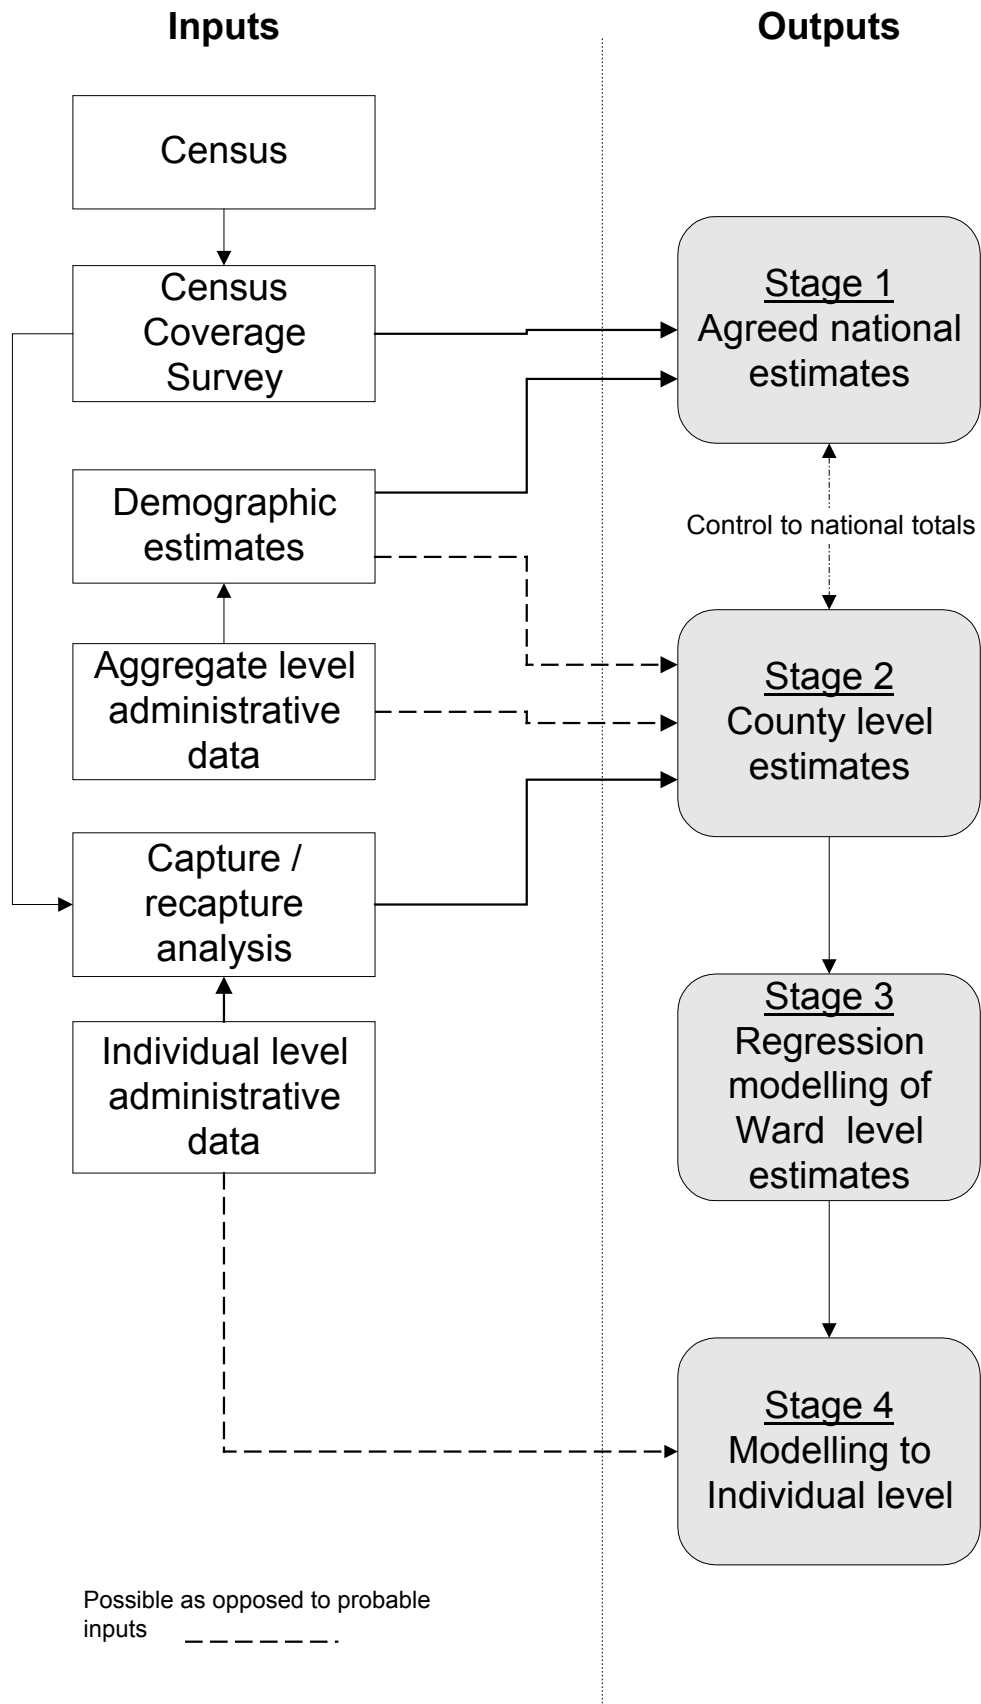 Inputs
Outputs
Census
Census
Coverage
Survey
Demographic
estimates
Aggregate level
administrative
data
Capture /
recapture
analysis
Individual level
administrative
data
Stage 1
Agreed national
estimates
Control to national totals
Stage 2
County level
estimates
Stage 3
Regression
modelling of
Ward level
estimates
Stage 4
Modelling to
Individual level
Possible as opposed to probable
inputs